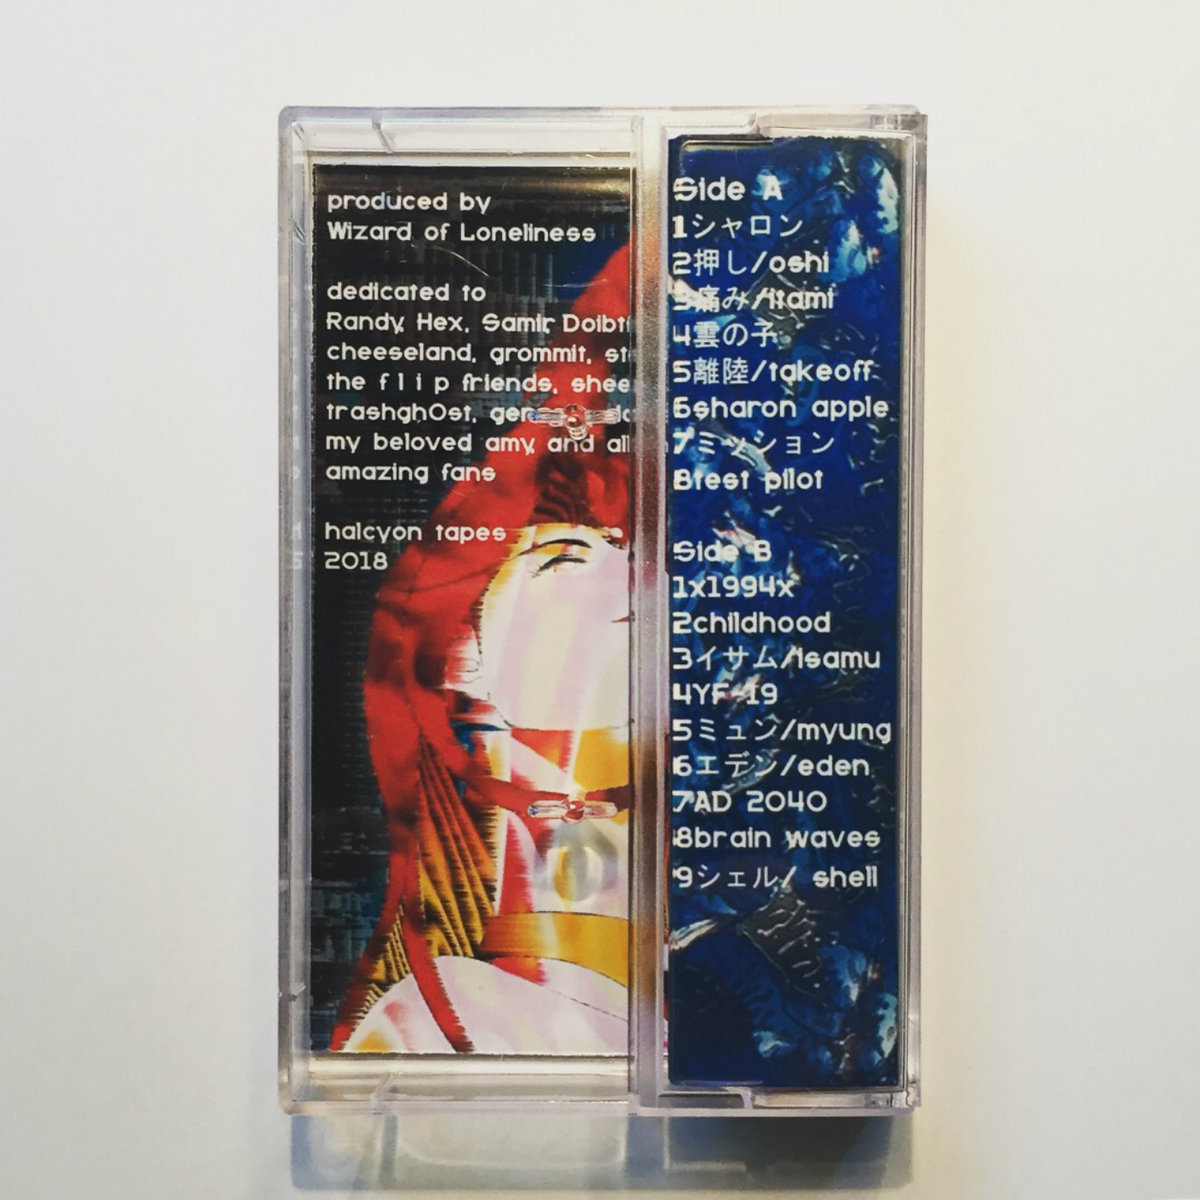 produced by
Wizard of Loneliness
dedicated to
Randy Hex, Samir
cheeseland, grommit,
the f l i p friends,
trashgh0st,
my beloved amy, and all
amazing fans
halcyon tapes
2018
Side A
1シャロン
2押し/oshi
3痛み/itami
4雲の子
5離陸/takeoff
6sharon apple
7ミッション
8test pilot
Side B
1x1994x
2childhood
3イサム/Isamu
4YF-19
5ミュン/myung
6エデン/eden
7AD 2040
8brain waves
9シェル/ shell